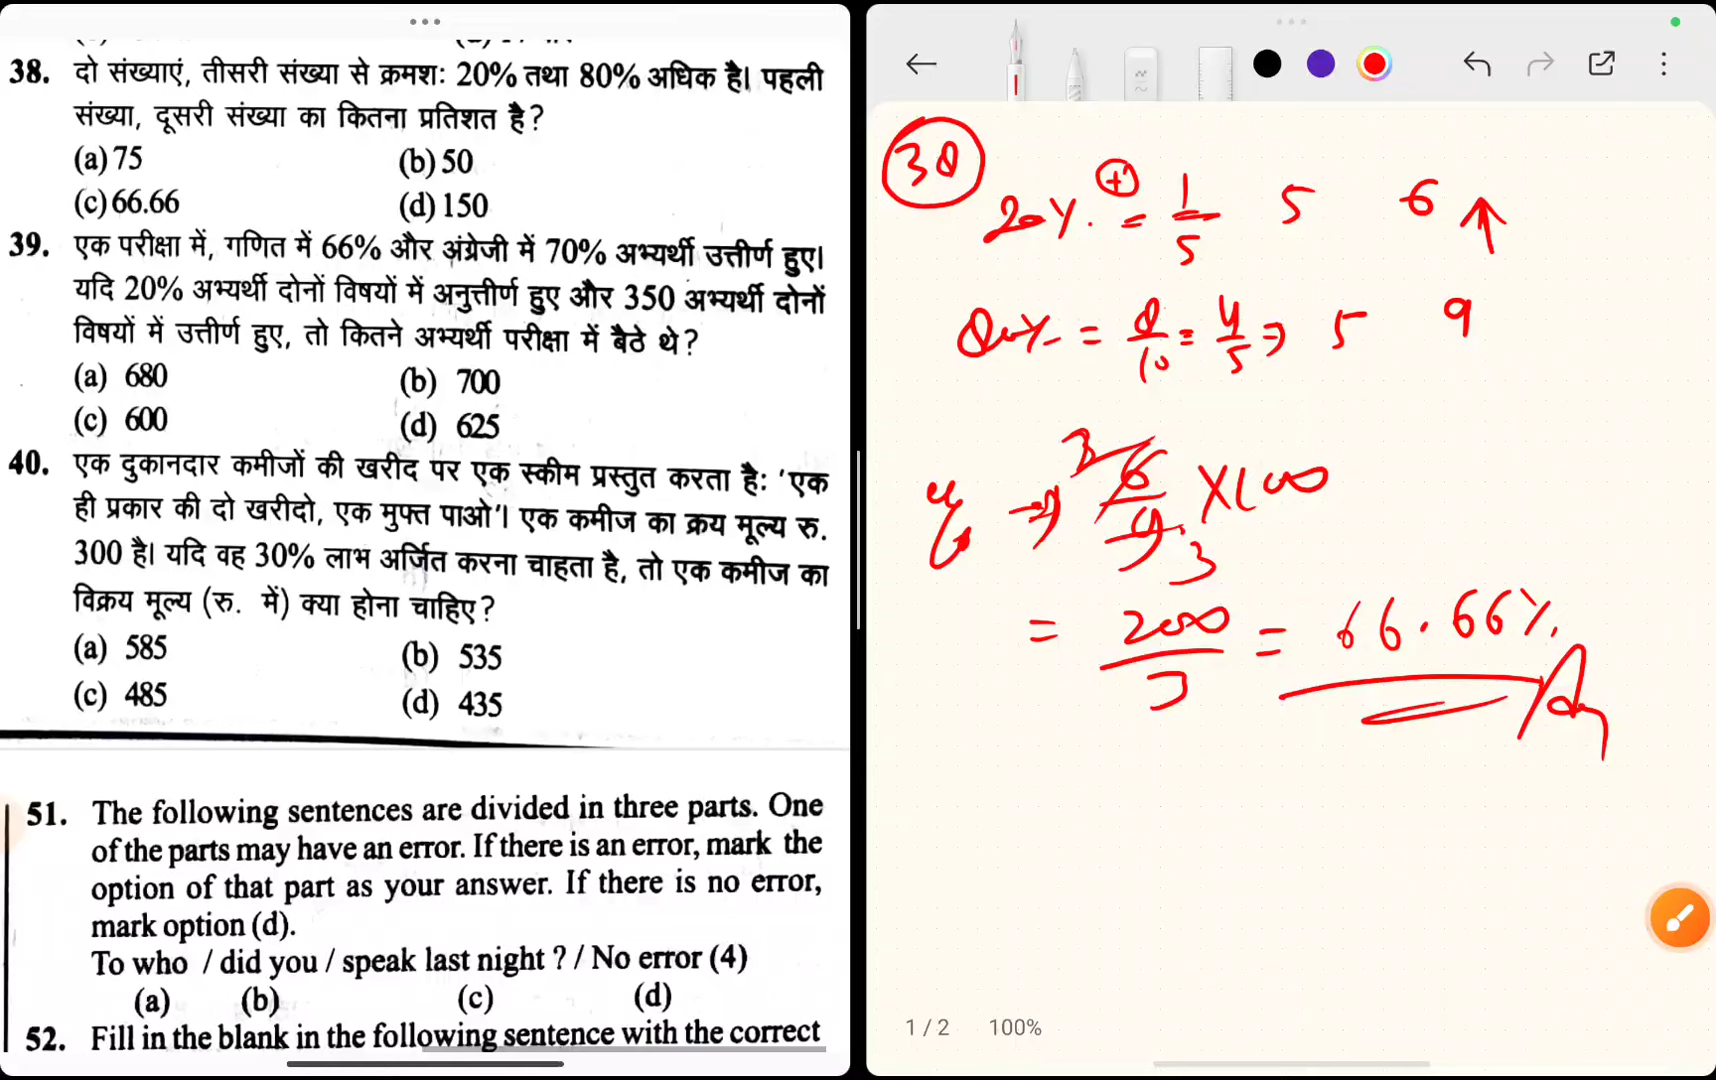 38. दो संख्याएं, तीसरी संख्या से क्रमशः 20% तथा 80% अधिक है। पहली
संख्या, दूसरी संख्या का कितना प्रतिशत है?
(a) 75 (b) 50
(c) 66.66 (d) 150
39. एक परीक्षा में, गणित में 66% और अंग्रेजी में 70% अभ्यर्थी उत्तीर्ण हुए।
यदि 20% अभ्यर्थी दोनों विषयों में अनुत्तीर्ण हुए और 350 अभ्यर्थी दोनों
विषयों में उत्तीर्ण हुए, तो कितने अभ्यर्थी परीक्षा में बैठे थे?
(a) 680 (b) 700
(c) 600 (d) 625
40. एक दुकानदार कमीजों की खरीद पर एक स्कीम प्रस्तुत करता है: 'एक
ही प्रकार की दो खरीदो, एक मुफ्त पाओ'। एक कमीज का क्रय मूल्य रु.
300 है। यदि वह 30% लाभ अर्जित करना चाहता है, तो एक कमीज का
विक्रय मूल्य (रु. में) क्या होना चाहिए?
(a) 585 (b) 535
(c) 485 (d) 435
51. The following sentences are divided in three parts. One
of the parts may have an error. If there is an error, mark the
option of that part as your answer. If there is no error,
mark option (d).
To who / did you / speak last night ? / No error (4)
(a) (b) (c) (d)
52. Fill in the blank in the following sentence with the correct
38
20% = 1/5 5 6
80% = 8/10 = 4/5 ⇒ 5 9
% → 6/9 × 100
2 3
= 200/3 = 66.66% Ans
1 / 2 100%